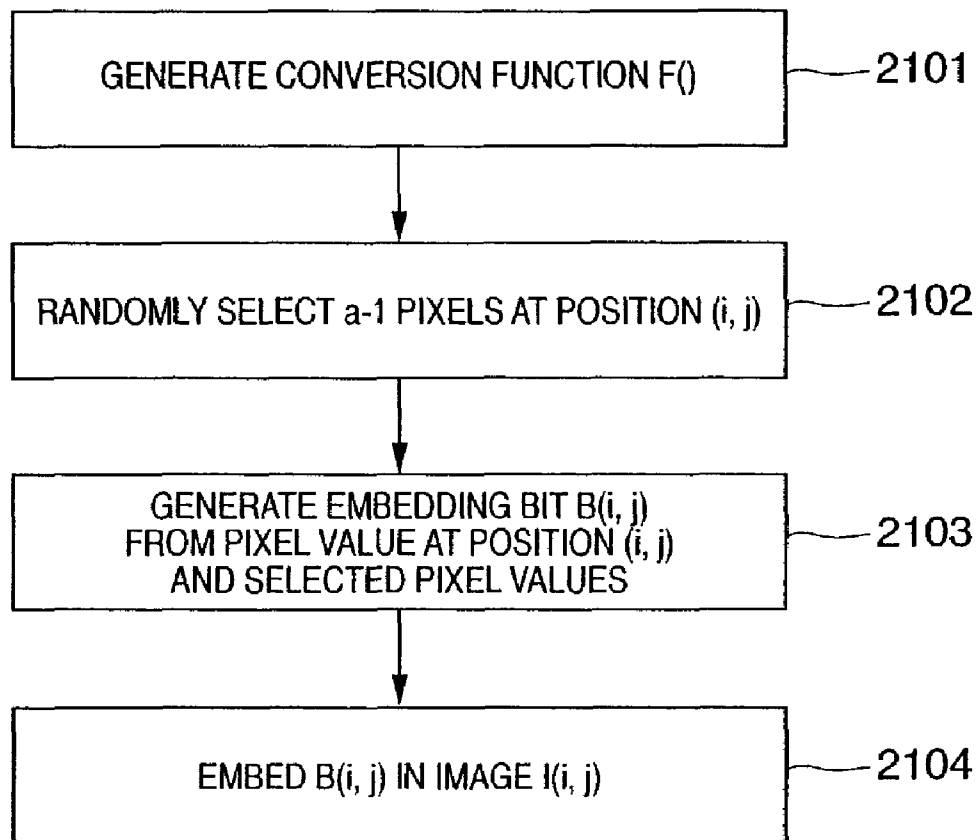 GENERATE CONVERSION FUNCTION F()
2101
RANDOMLY SELECT a-1 PIXELS AT POSITION (i, j)
2102
GENERATE EMBEDDING BIT B(i, j)
FROM PIXEL VALUE AT POSITION (i, j)
AND SELECTED PIXEL VALUES
2103
EMBED B(i, j) IN IMAGE I(i, j)
2104